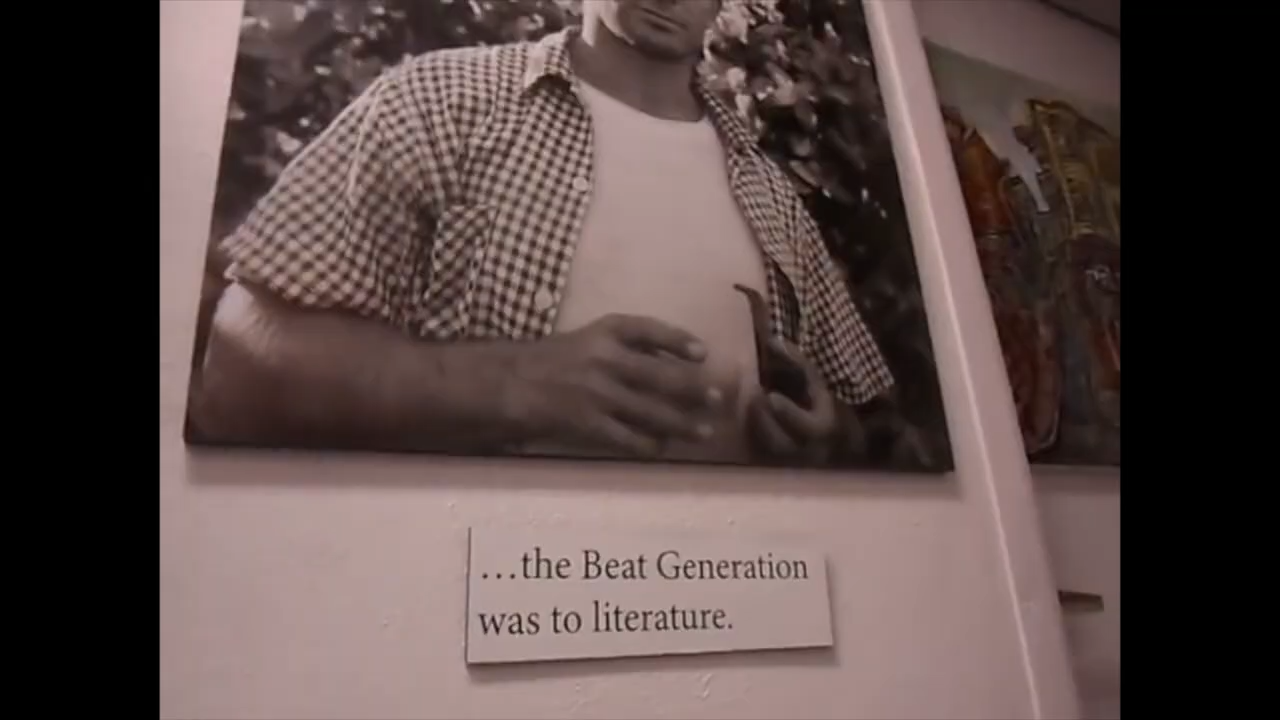 ...the Beat Generation
was to literature.